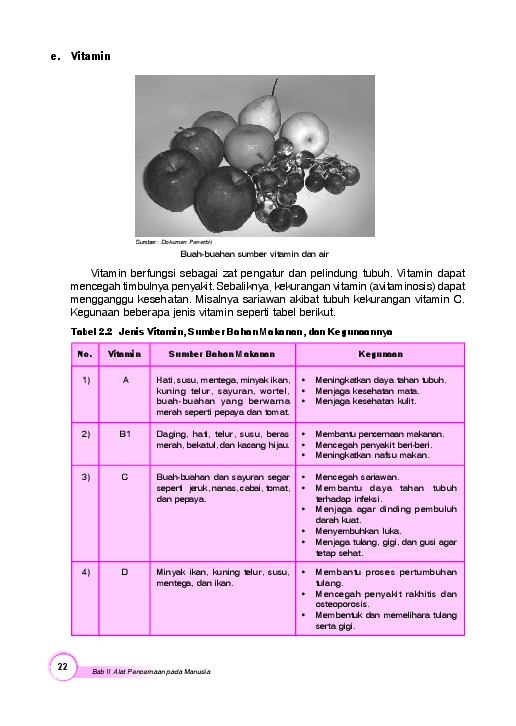 e. Vitamin
Sumber: Dokumen Penerbit
Buah-buahan sumber vitamin dan air
Vitamin berfungsi sebagai zat pengatur dan pelindung tubuh. Vitamin dapat
mencegah timbulnya penyakit. Sebaliknya, kekurangan vitamin (avitaminosis) dapat
mengganggu kesehatan. Misalnya sariawan akibat tubuh kekurangan vitamin C.
Kegunaan beberapa jenis vitamin seperti tabel berikut.
Tabel 2.2 Jenis Vitamin, Sumber Bahan Makanan, dan Kegunaannya
No. Vitamin Sumber Bahan Makanan Kegunaan
1) A
Hati, susu, mentega, minyak ikan,
kuning telur, sayuran, wortel,
buah-buahan yang berwarna
merah seperti pepaya dan tomat.
• Meningkatkan daya tahan tubuh.
• Menjaga kesehatan mata.
• Menjaga kesehatan kulit.
2) B1
Daging, hati, telur, susu, beras
merah, bekatul, dan kacang hijau.
• Membantu pencernaan makanan.
• Mencegah penyakit beri-beri.
• Meningkatkan nafsu makan.
3) C
Buah-buahan dan sayuran segar
seperti jeruk, nanas, cabai, tomat,
dan pepaya.
• Mencegah sariawan.
• Membantu daya tahan tubuh
terhadap infeksi.
• Menjaga agar dinding pembuluh
darah kuat.
• Menyembuhkan luka.
• Menjaga tulang, gigi, dan gusi agar
tetap sehat.
4) D
Minyak ikan, kuning telur, susu,
mentega, dan ikan.
• Membantu proses pertumbuhan
tulang.
• Mencegah penyakit rakhitis dan
osteoporosis.
• Membentuk dan memelihara tulang
serta gigi.
22
Bab II Alat Pencernaan pada Manusia